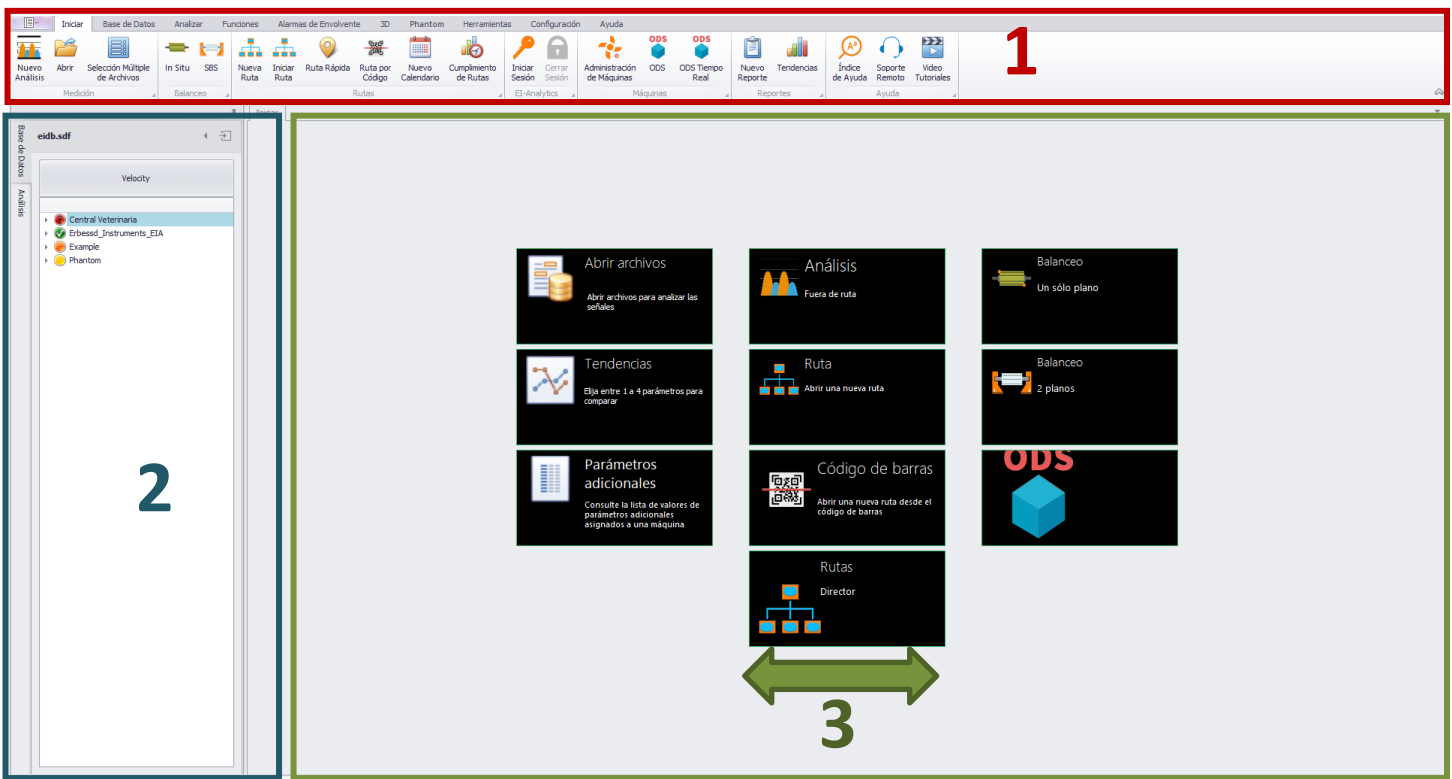 Iniciar Base de Datos Analizar Funciones Alarmas de Envolvente 3D Phantom Herramientas Configuración Ayuda
Nuevo Análisis
Abrir
Selección Múltiple de Archivos
In Situ
SBS
Nueva Ruta
Iniciar Ruta
Ruta Rápida
Ruta por Código
Nuevo Calendario
Cumplimiento de Rutas
Iniciar Sesión
Cerrar Sesión
Administración de Máquinas
ODS
ODS
ODS
ODS Tiempo Real
Nuevo Reporte
Tendencias
Índice de Ayuda
Soporte Remoto
Video Tutoriales
Medición Balanceo Rutas EI-Analytics Máquinas Reportes Ayuda
1
Base de Datos
Análisis
eidb.sdf
Velocity
Central Veterinaria
Erbessd_Instruments_EIA
Example
Phantom
2
Iniciar
Abrir archivos
Abrir archivos para analizar las
señales
Análisis
Fuera de ruta
Balanceo
Un sólo plano
Tendencias
Elija entre 1 a 4 parámetros para
comparar
Ruta
Abrir una nueva ruta
Balanceo
2 planos
Parámetros
adicionales
Consulte la lista de valores de
parámetros adicionales
asignados a una máquina
Código de barras
Abrir una nueva ruta desde el
código de barras
ODS
Rutas
Director
3